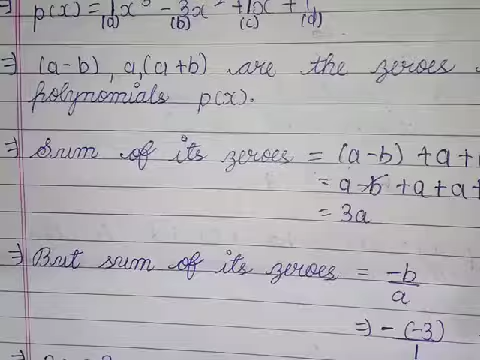 ⇒ p(x) = 1x³ - 3x² + 1x + 1
(a) (b) (c) (d)
⇒ (a-b), a, (a+b) are the zeroes
polynomials p(x).
⇒ Sum of its zeroes = (a-b) + a +
= a - b + a + a +
= 3a
⇒ But sum of its zeroes = -b/a
⇒ -(-3)/1